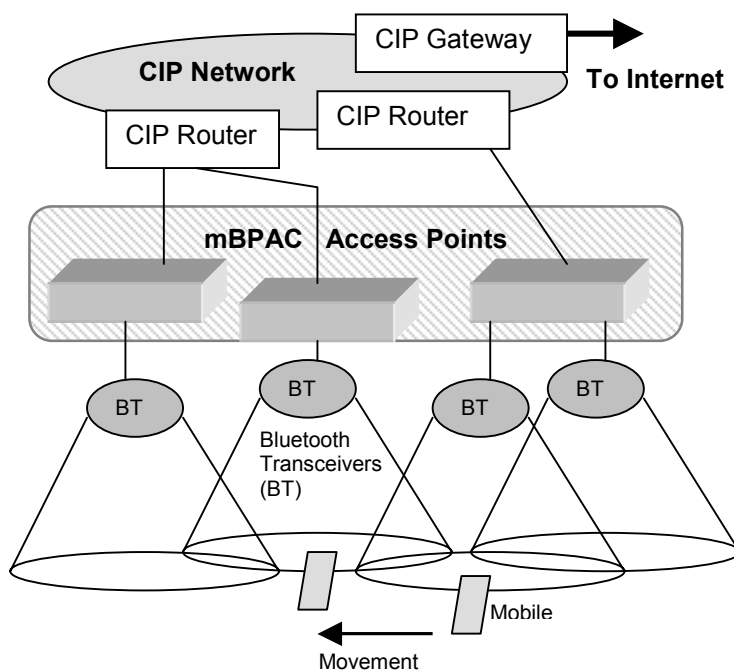 CIP Gateway
CIP Network
To Internet
CIP Router
CIP Router
mBPAC Access Points
BT
BT
BT
BT
Bluetooth
Transceivers
(BT)
Mobile
Movement